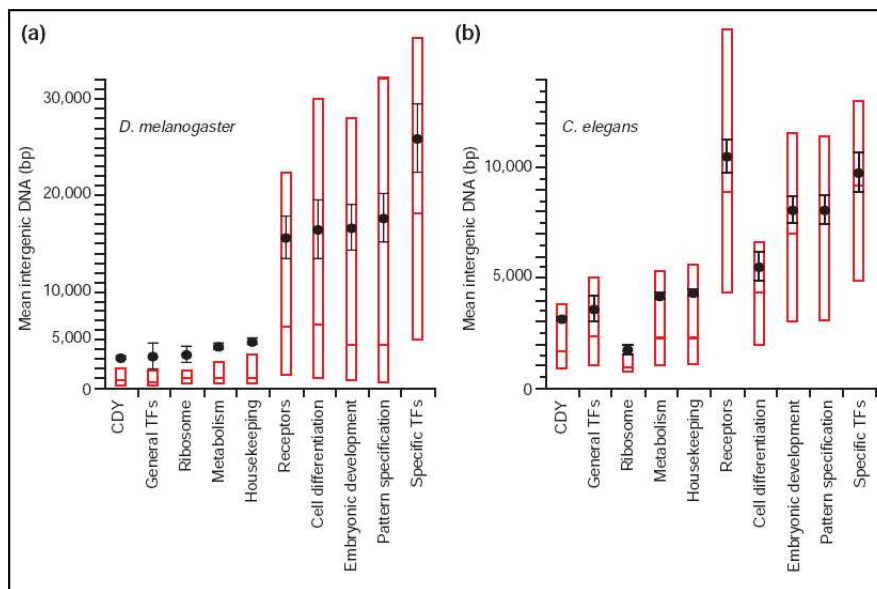 (a)
Mean intergenic DNA (bp)
30,000
20,000
10,000
5,000
0
D. melanogaster
CDY
General TFs
Ribosome
Metabolism
Housekeeping
Receptors
Cell differentiation
Embryonic development
Pattern specification
Specific TFs
(b)
Mean intergenic DNA (bp)
10,000
5,000
0
C. elegans
CDY
General TFs
Ribosome
Metabolism
Housekeeping
Receptors
Cell differentiation
Embryonic development
Pattern specification
Specific TFs